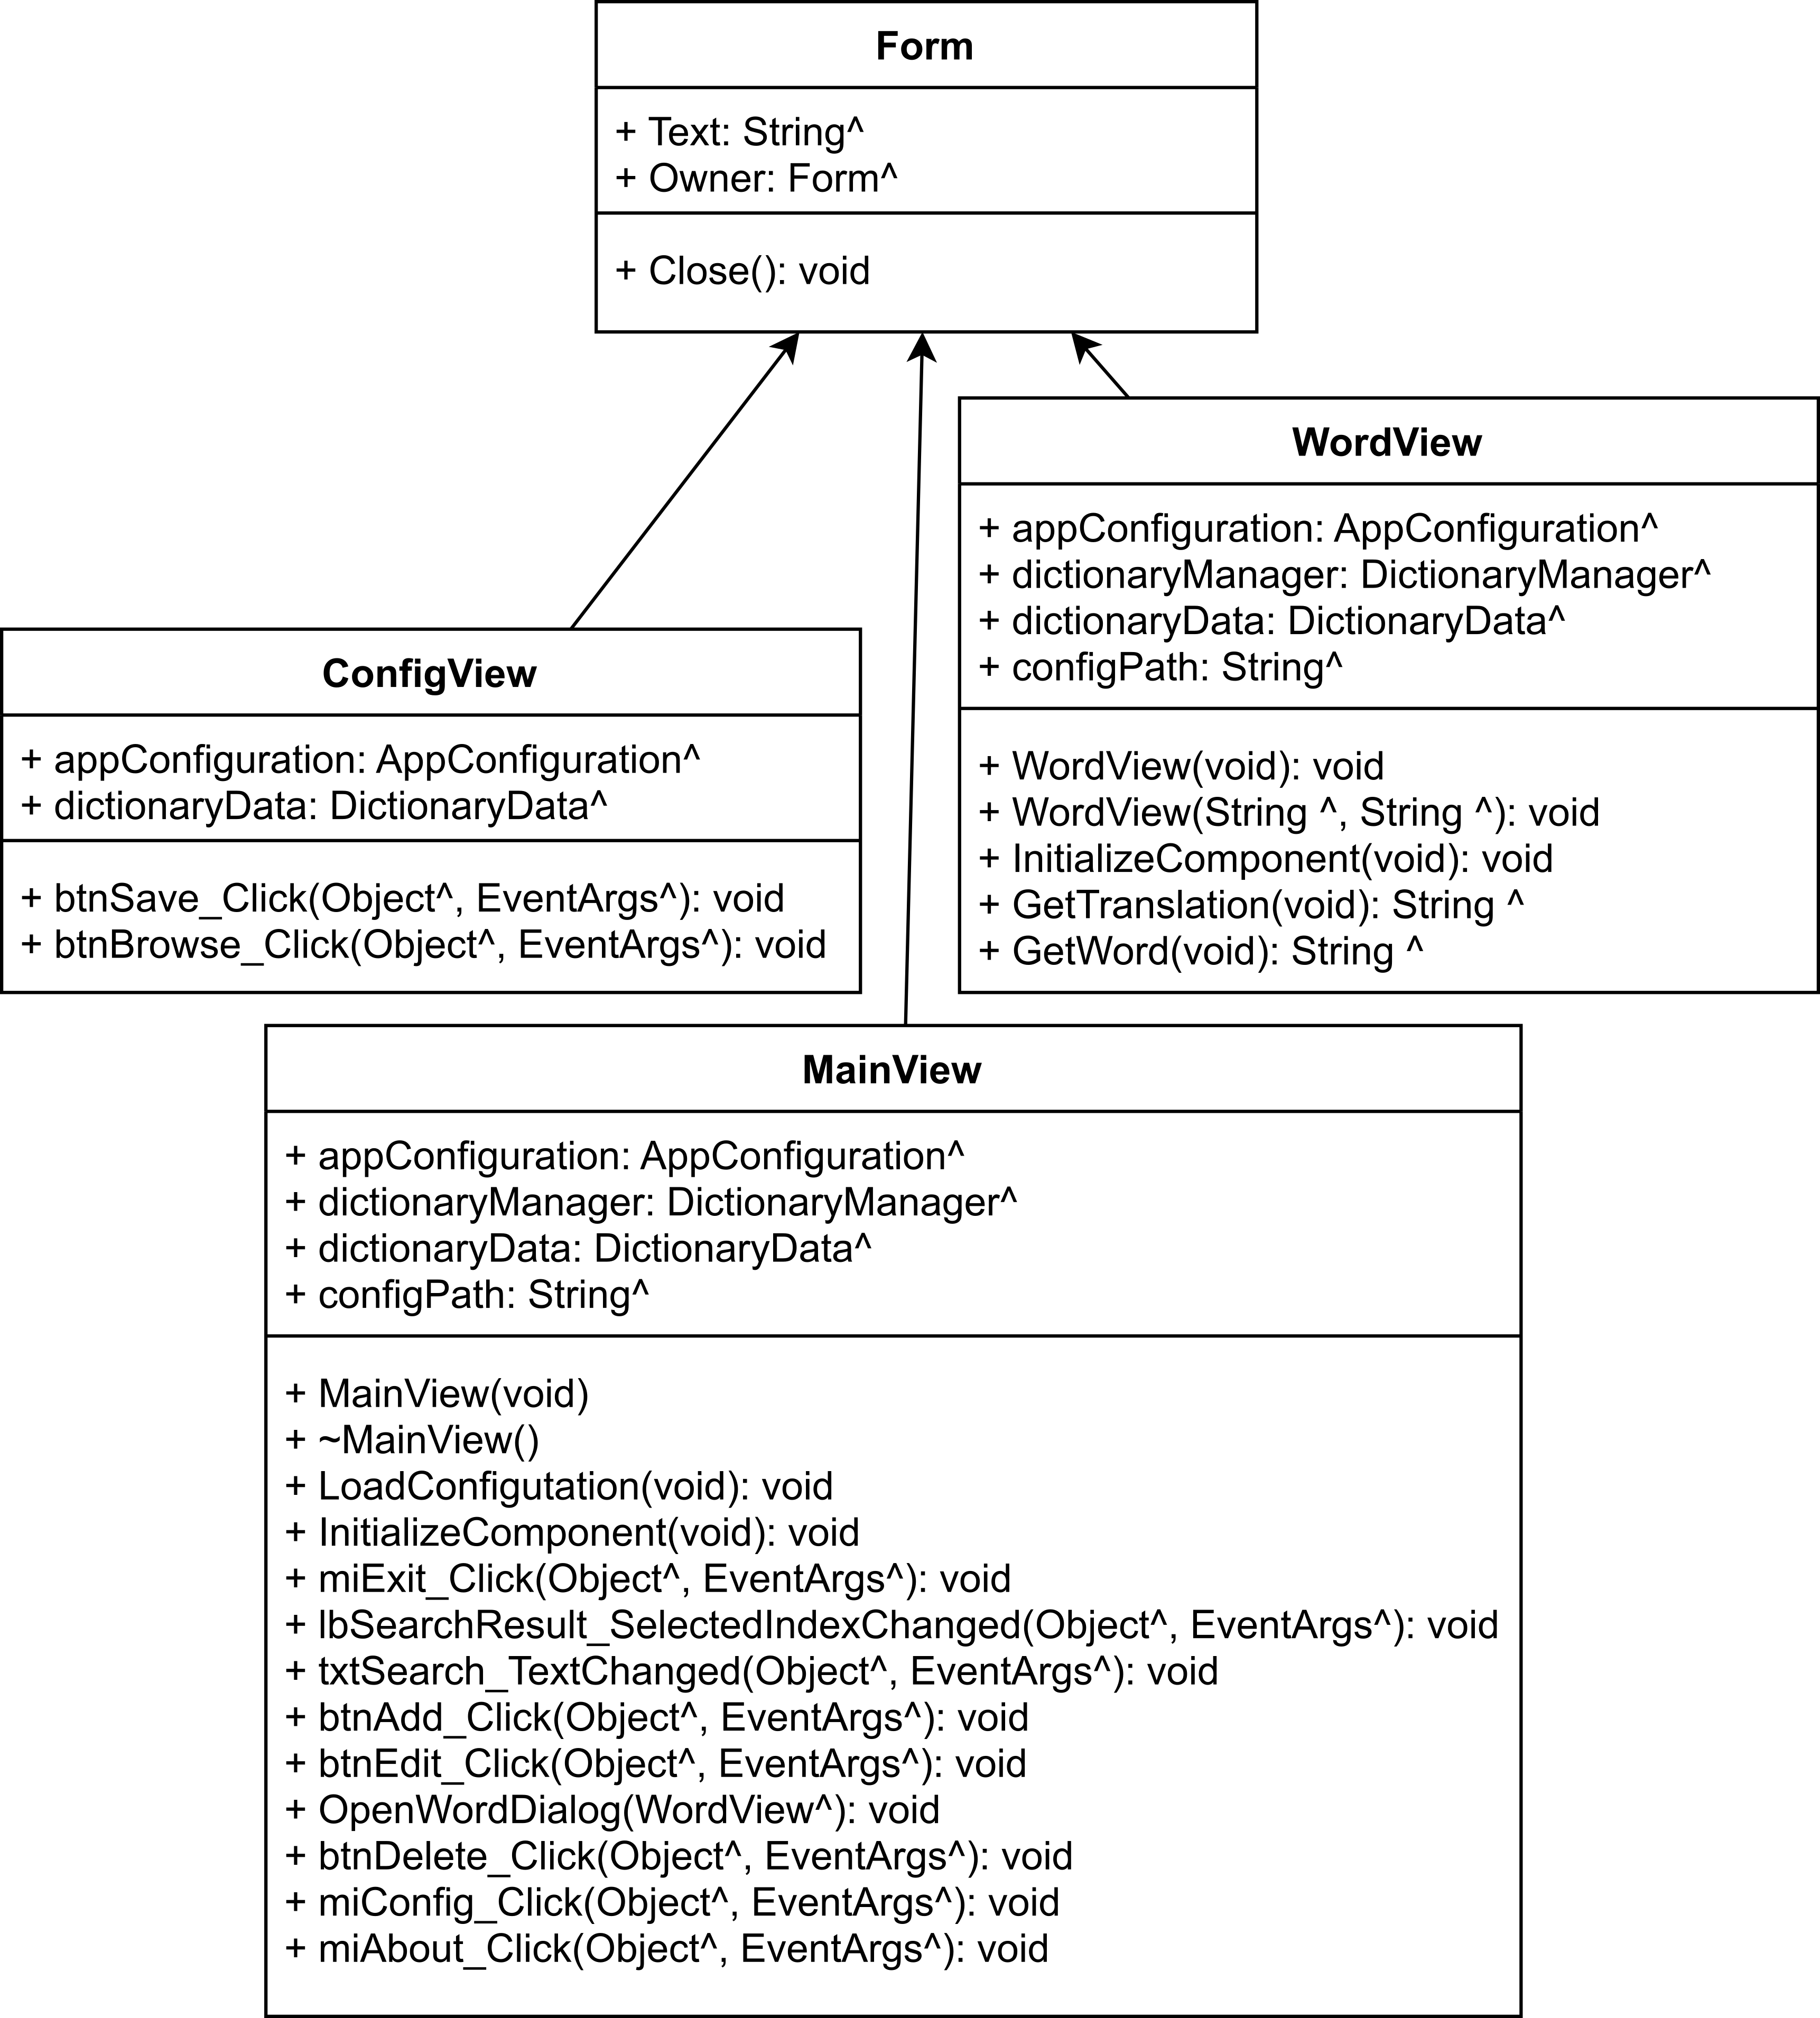 Form
+ Text: String^
+ Owner: Form^
+ Close(): void
WordView
+ appConfiguration: AppConfiguration^
+ dictionaryManager: DictionaryManager^
+ dictionaryData: DictionaryData^
+ configPath: String^
+ WordView(void): void
+ WordView(String ^, String ^): void
+ InitializeComponent(void): void
+ GetTranslation(void): String ^
+ GetWord(void): String ^
ConfigView
+ appConfiguration: AppConfiguration^
+ dictionaryData: DictionaryData^
+ btnSave_Click(Object^, EventArgs^): void
+ btnBrowse_Click(Object^, EventArgs^): void
MainView
+ appConfiguration: AppConfiguration^
+ dictionaryManager: DictionaryManager^
+ dictionaryData: DictionaryData^
+ configPath: String^
+ MainView(void)
+ ~MainView()
+ LoadConfigutation(void): void
+ InitializeComponent(void): void
+ miExit_Click(Object^, EventArgs^): void
+ lbSearchResult_SelectedIndexChanged(Object^, EventArgs^): void
+ txtSearch_TextChanged(Object^, EventArgs^): void
+ btnAdd_Click(Object^, EventArgs^): void
+ btnEdit_Click(Object^, EventArgs^): void
+ OpenWordDialog(WordView^): void
+ btnDelete_Click(Object^, EventArgs^): void
+ miConfig_Click(Object^, EventArgs^): void
+ miAbout_Click(Object^, EventArgs^): void